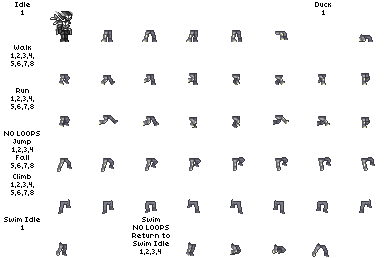 Idle
1
Duck
1
Walk
1,2,3,4,
5,6,7,8
Run
1,2,3,4,
5,6,7,8
NO LOOPS
Jump
1,2,3,4
Fall
5,6,7,8
Climb
1,2,3,4,
5,6,7,8
Swim Idle
1
Swim
NO LOOPS
Return to
Swim Idle
1,2,3,4